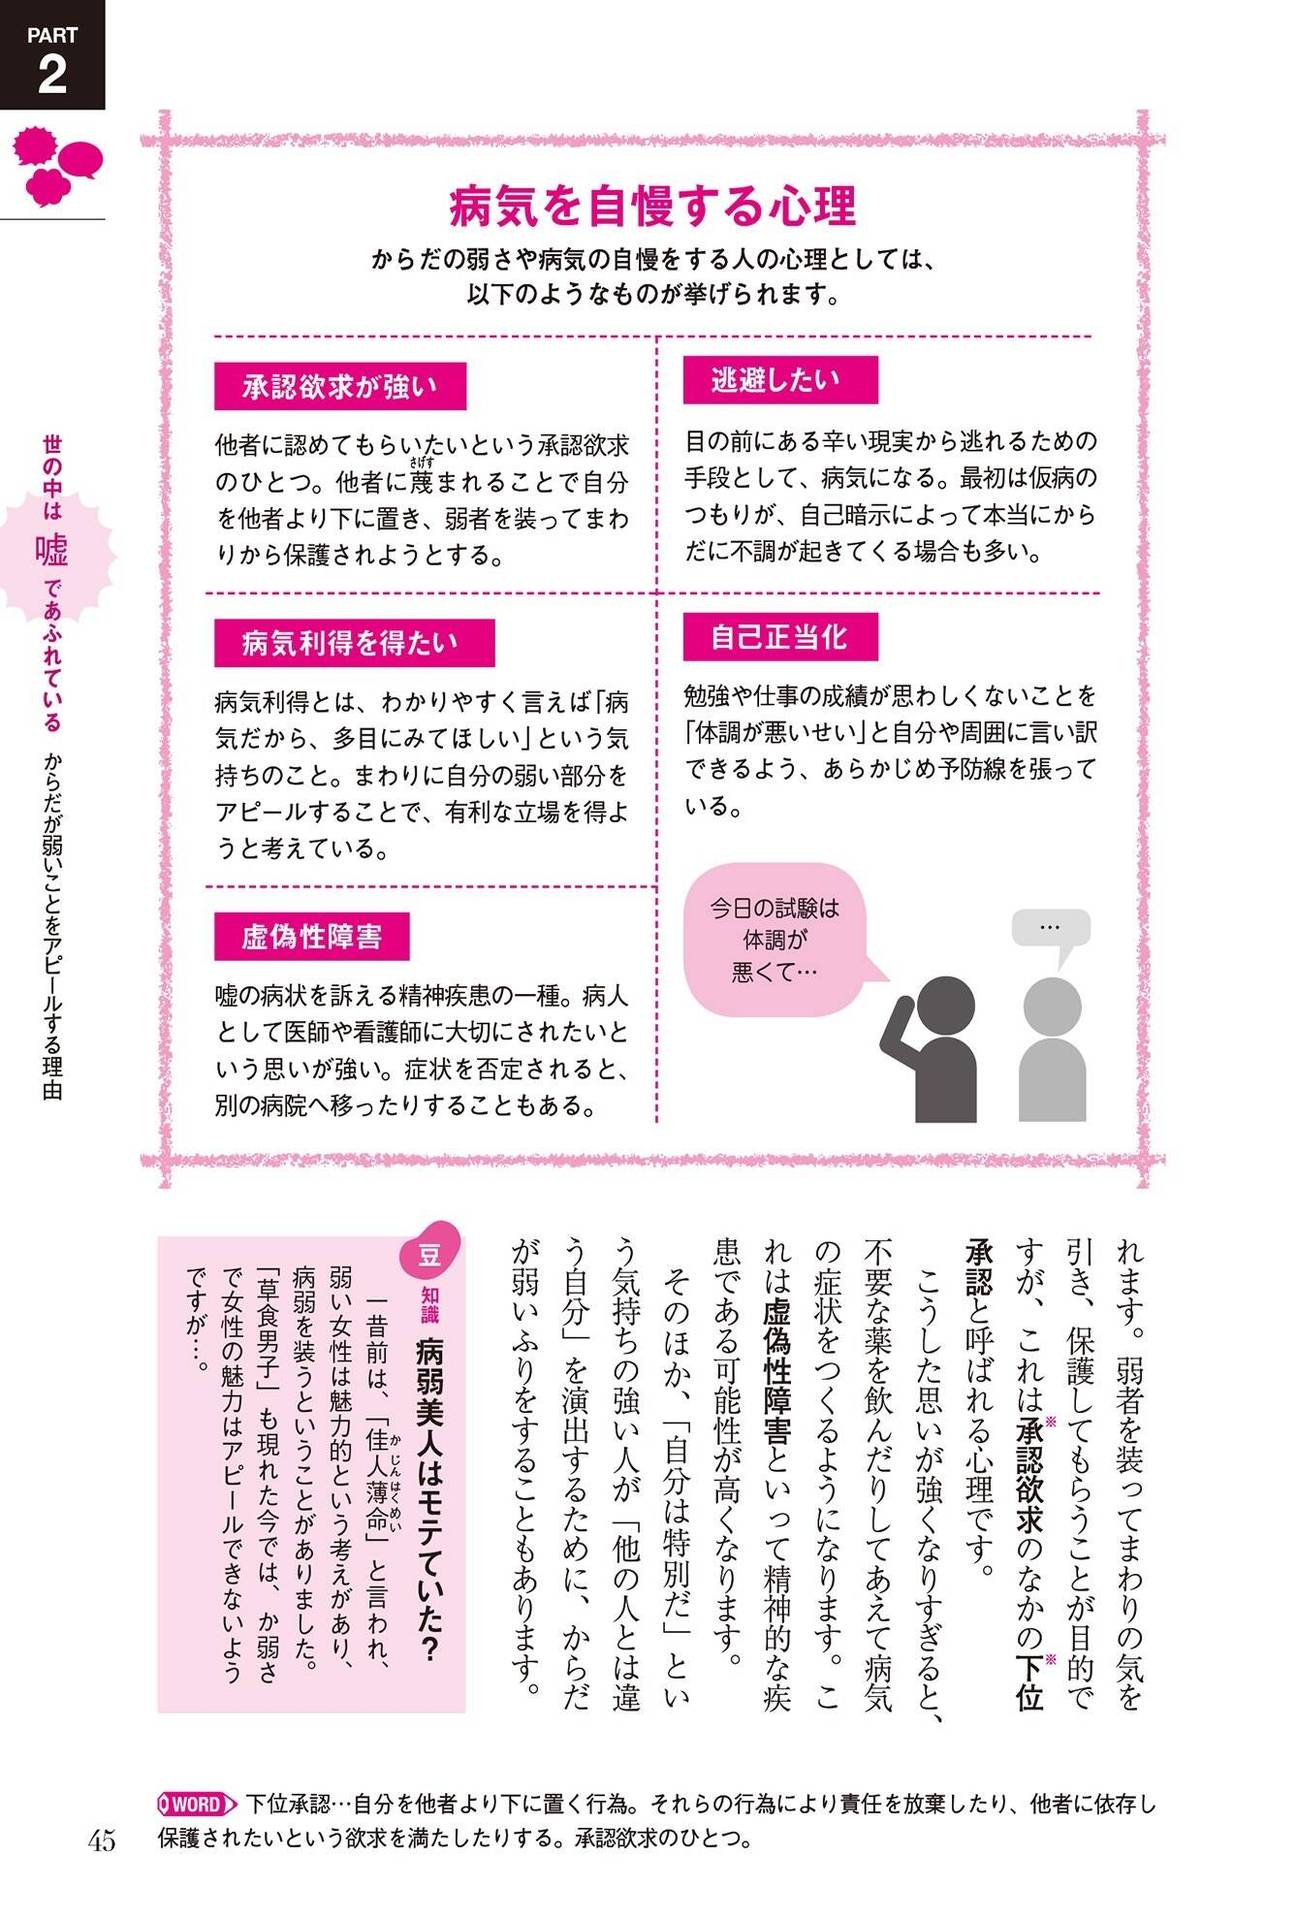 PART
2
世の中は嘘であふれている からだが弱いことをアピールする理由
病気を自慢する心理
からだの弱さや病気の自慢をする人の心理としては、
以下のようなものが挙げられます。
承認欲求が強い
他者に認めてもらいたいという承認欲求
のひとつ。他者に蔑まれることで自分
さげす
を他者より下に置き、弱者を装ってまわ
りから保護されようとする。
逃避したい
目の前にある辛い現実から逃れるための
手段として、病気になる。最初は仮病の
つもりが、自己暗示によって本当にから
だに不調が起きてくる場合も多い。
病気利得を得たい
病気利得とは、わかりやすく言えば「病
気だから、多目にみてほしい」という気
持ちのこと。まわりに自分の弱い部分を
アピールすることで、有利な立場を得よ
うと考えている。
自己正当化
勉強や仕事の成績が思わしくないことを
「体調が悪いせい」と自分や周囲に言い訳
できるよう、あらかじめ予防線を張って
いる。
虚偽性障害
嘘の病状を訴える精神疾患の一種。病人
として医師や看護師に大切にされたいと
いう思いが強い。症状を否定されると、
別の病院へ移ったりすることもある。
今日の試験は
体調が
悪くて…
…
れます。弱者を装ってまわりの気を
引き、保護してもらうことが目的で
すが、これは承認欲求※のなかの下位※
承認と呼ばれる心理です。
こうした思いが強くなりすぎると、
不要な薬を飲んだりしてあえて病気
の症状をつくるようになります。こ
れは虚偽性障害といって精神的な疾
患である可能性が高くなります。
そのほか、「自分は特別だ」とい
う気持ちの強い人が「他の人とは違
う自分」を演出するために、からだ
が弱いふりをすることもあります。
豆知識 病弱美人はモテていた？
一昔前は、「佳人薄命」と言われ、
かじんはくめい
弱い女性は魅力的という考えがあり、
病弱を装うということがありました。
「草食男子」も現れた今では、か弱さ
で女性の魅力はアピールできないよう
ですが…。
WORD 下位承認…自分を他者より下に置く行為。それらの行為により責任を放棄したり、他者に依存し
保護されたいという欲求を満たしたりする。承認欲求のひとつ。
45